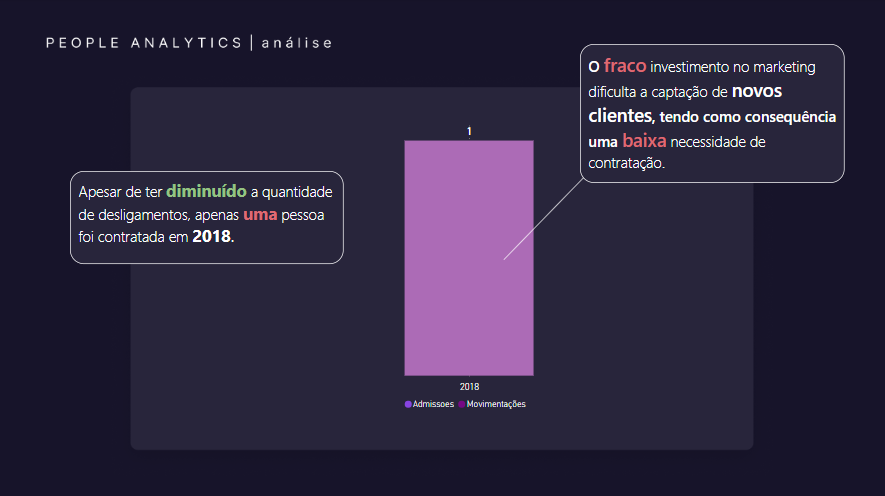 PEOPLE ANALYTICS | análise
O fraco investimento no marketing
dificulta a captação de novos
clientes, tendo como consequência
uma baixa necessidade de
contratação.
1
Apesar de ter diminuído a quantidade
de desligamentos, apenas uma pessoa
foi contratada em 2018.
2018
Admissoes Movimentações